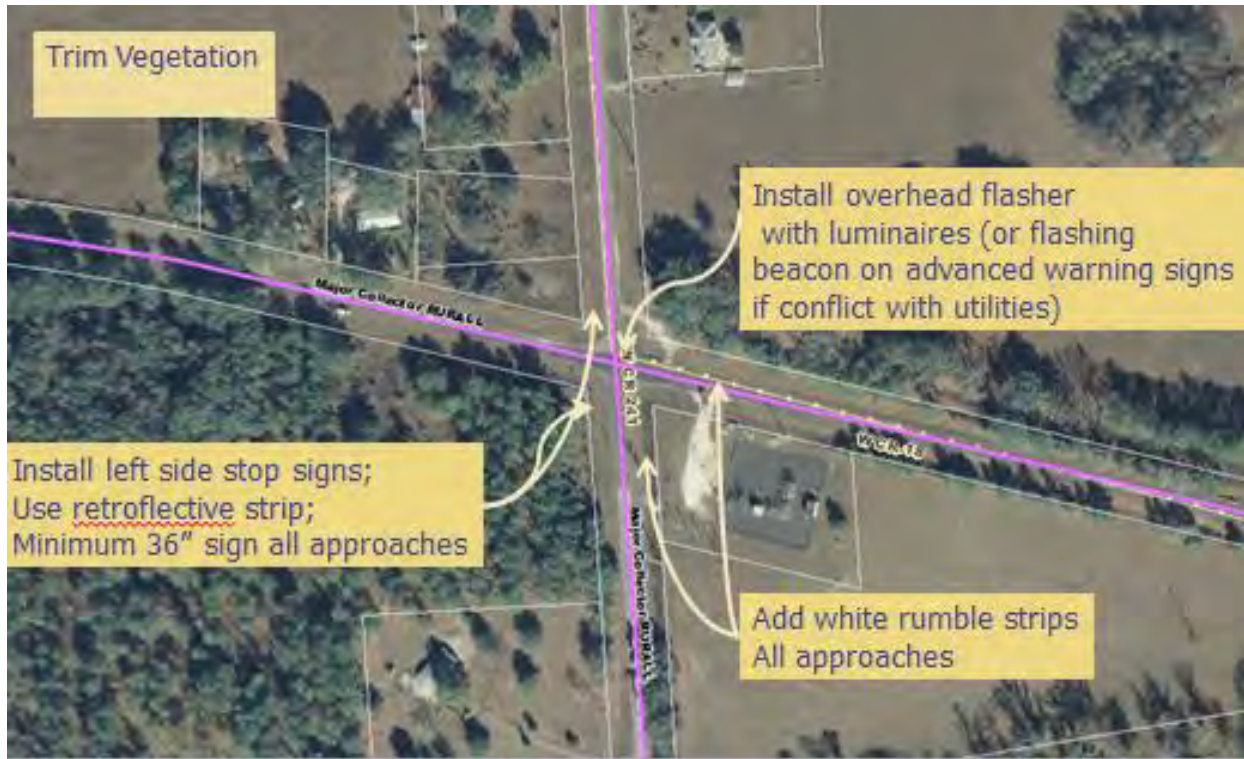 Trim Vegetation
Install overhead flasher
with luminaires (or flashing
beacon on advanced warning signs
if conflict with utilities)
Major Collector RURAL
Install left side stop signs;
Use retroflective strip;
Minimum 36” sign all approaches
Major Collector RURAL
Add white rumble strips
All approaches